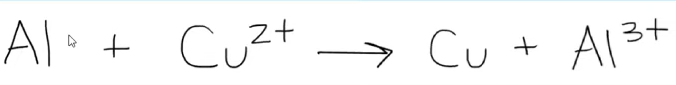 Al + Cu²⁺ → Cu + Al³⁺